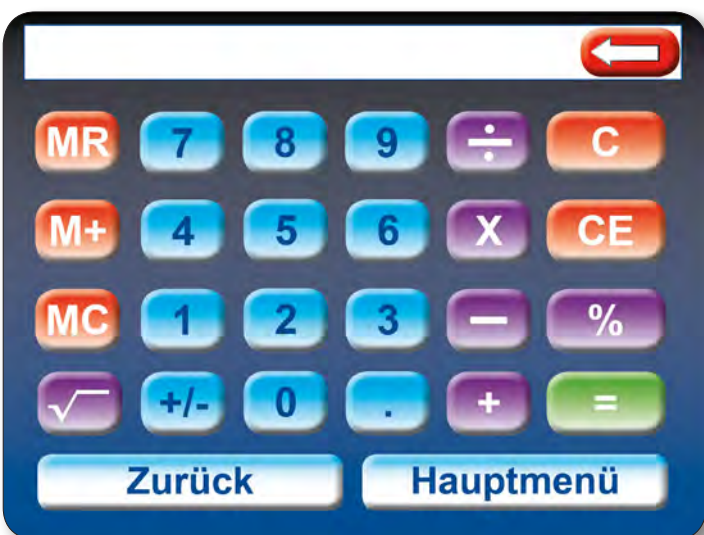 MR 7 8 9 ÷ C
M+ 4 5 6 X CE
MC 1 2 3 − %
√ +/- 0 . + =
Zurück Hauptmenü